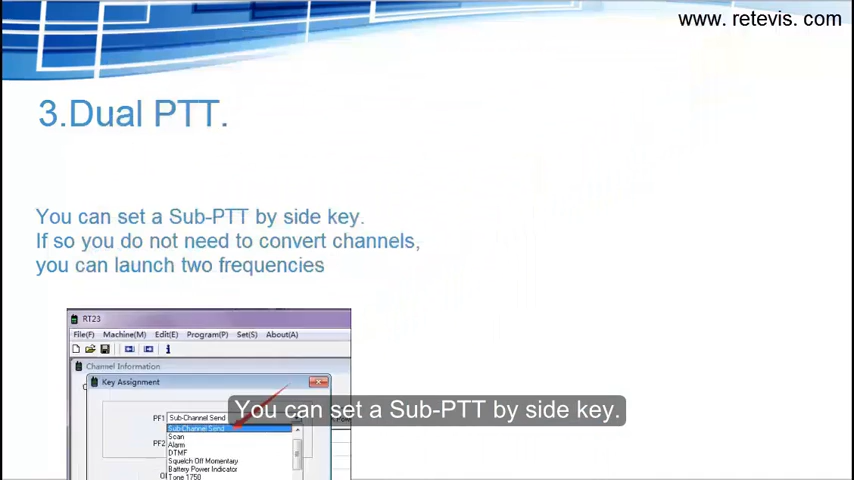 www. retevis. com
3.Dual PTT.
You can set a Sub-PTT by side key.
If so you do not need to convert channels,
you can launch two frequencies
RT23
File(F) Machine(M) Edit(E) Program(P) Set(S) About(A)
Channel Information
Key Assignment
PF1 Sub-Channel Send
Sub-Channel Send
You can set a Sub-PTT by side key.
Scan
Alarm
PF2
DTMF
Squelch Off Momentary
Battery Power Indicator
Tone 1750